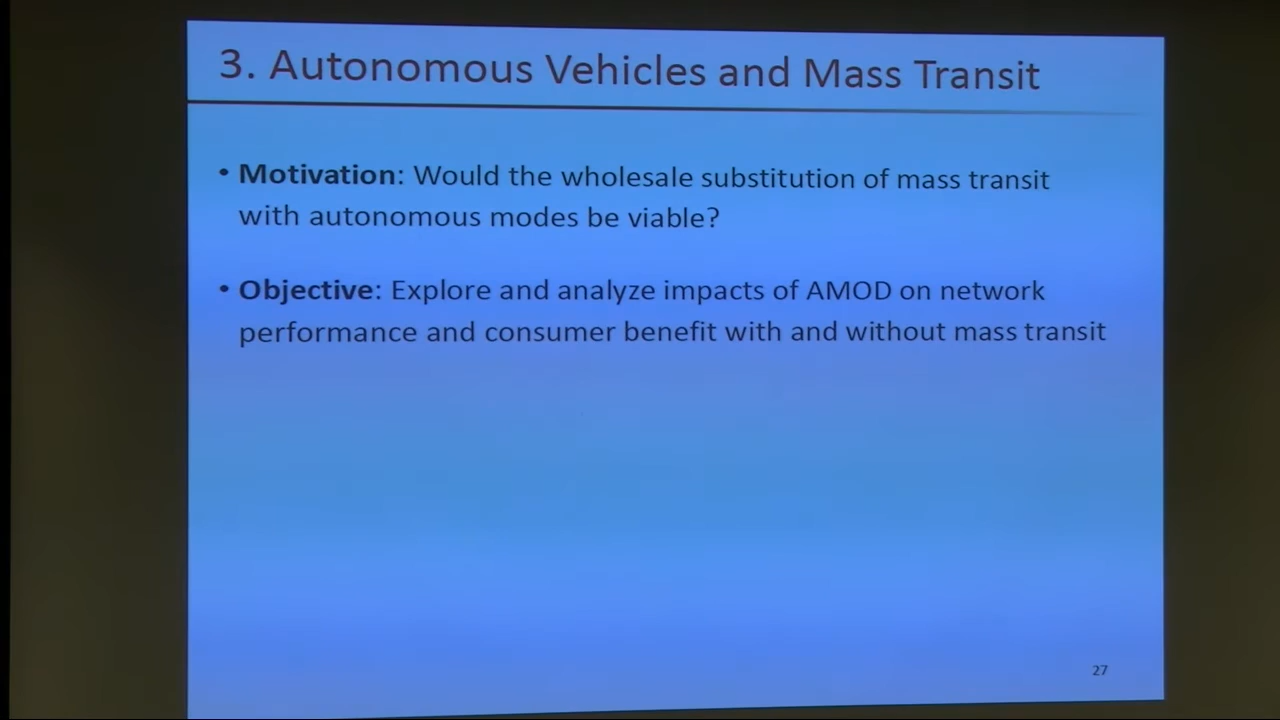 3. Autonomous Vehicles and Mass Transit
• Motivation: Would the wholesale substitution of mass transit
with autonomous modes be viable?
• Objective: Explore and analyze impacts of AMOD on network
performance and consumer benefit with and without mass transit
27